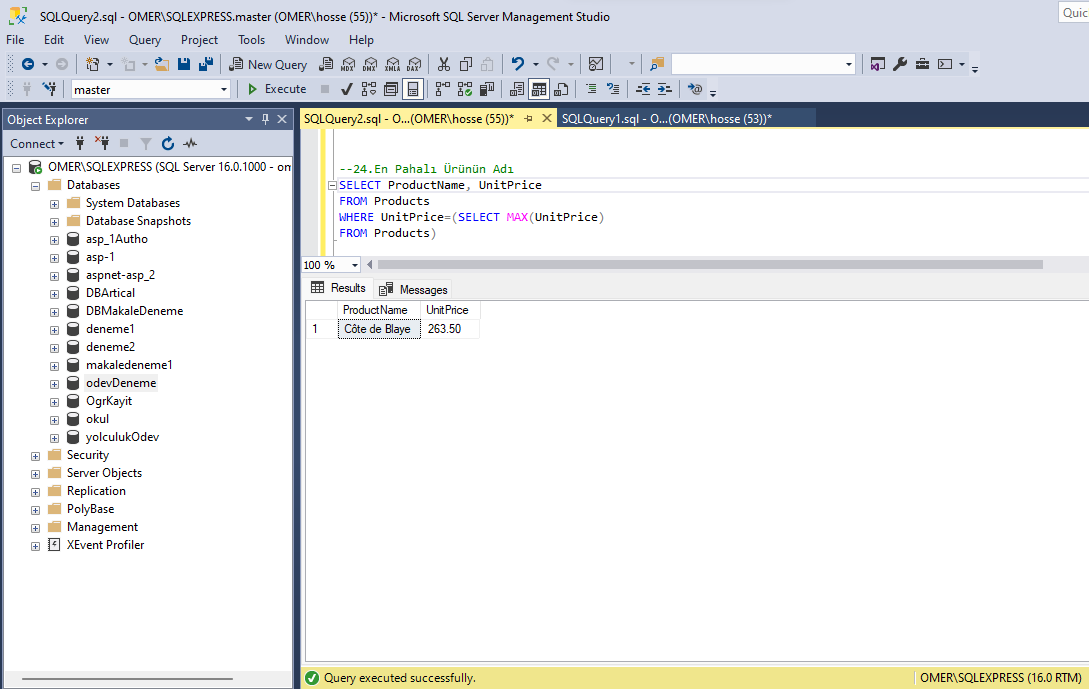 SQLQuery2.sql - OMER\SQLEXPRESS.master (OMER\hosse (55))* - Microsoft SQL Server Management Studio
Quic
File Edit View Query Project Tools Window Help
New Query MDX DMX XMLA DAX
master Execute
Object Explorer
Connect
OMER\SQLEXPRESS (SQL Server 16.0.1000 - om
Databases
System Databases
Database Snapshots
asp_1Autho
asp-1
aspnet-asp_2
DBArtical
DBMakaleDeneme
deneme1
deneme2
makaledeneme1
odevDeneme
OgrKayit
okul
yolculukOdev
Security
Server Objects
Replication
PolyBase
Management
XEvent Profiler
SQLQuery2.sql - O...(OMER\hosse (55))* SQLQuery1.sql - O...(OMER\hosse (53))*
--24.En Pahalı Ürünün Adı
SELECT ProductName, UnitPrice
FROM Products
WHERE UnitPrice=(SELECT MAX(UnitPrice)
FROM Products)
100 %
Results Messages
ProductName UnitPrice
1 Côte de Blaye 263.50
Query executed successfully. OMER\SQLEXPRESS (16.0 RTM)